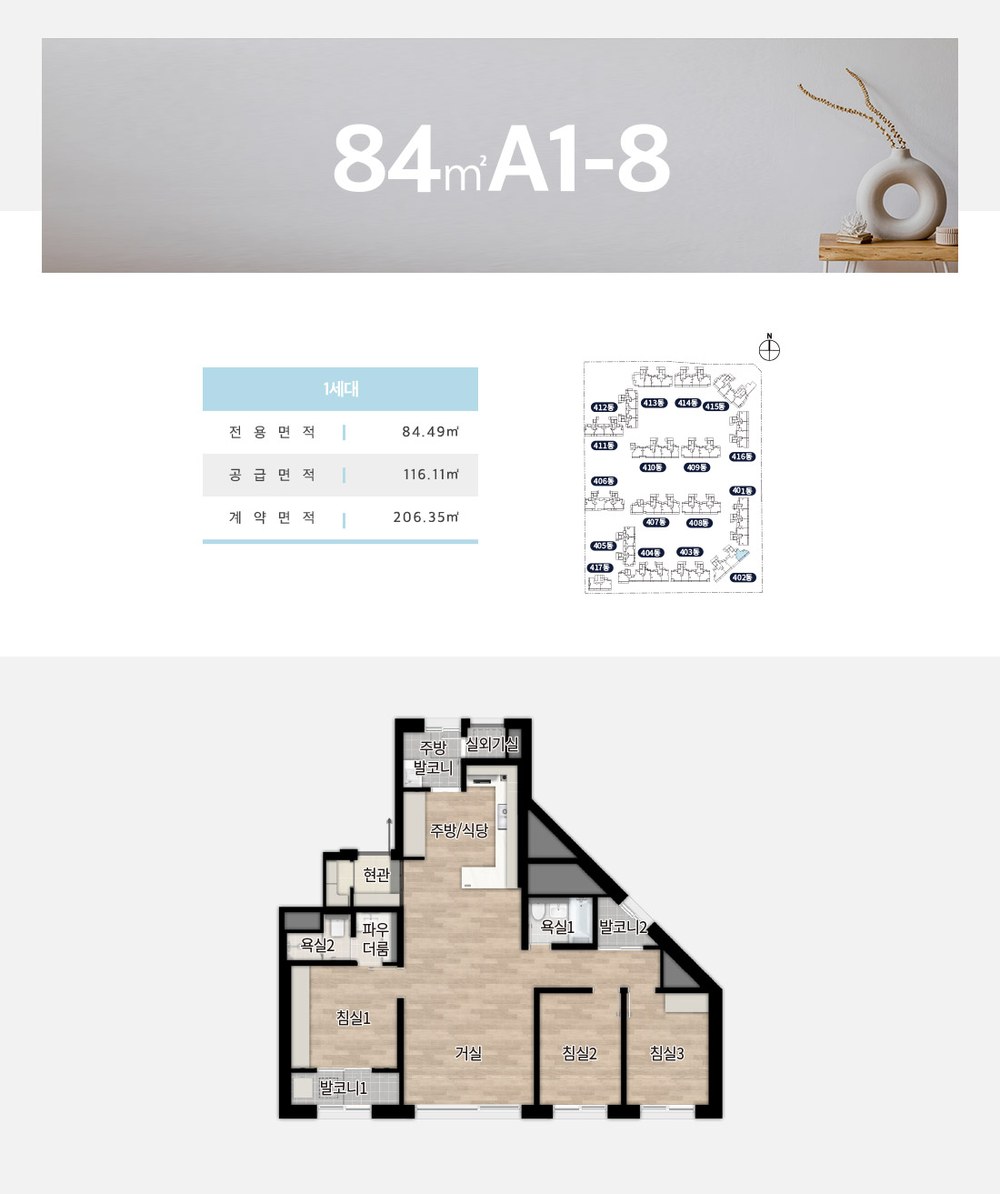 84㎡A1-8
1세대
전용면적 84.49㎡
공급면적 116.11㎡
계약면적 206.35㎡
N
412동
413동
414동
415동
411동
416동
410동
409동
406동
401동
407동
408동
405동
404동
403동
417동
402동
주방
발코니
실외기실
주방/식당
현관
욕실2
파우
더룸
욕실1
발코니2
침실1
거실
침실2
침실3
발코니1